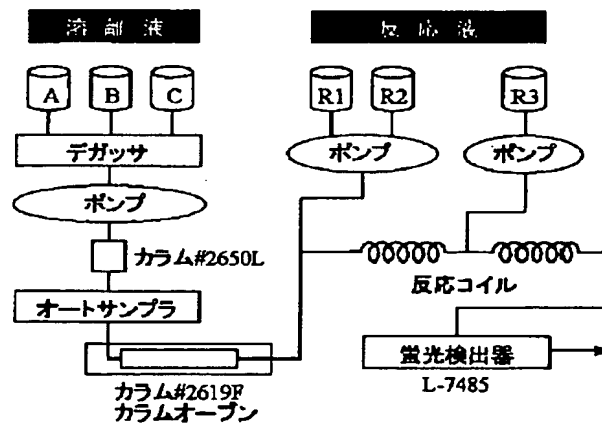 溶部液
反応液
A
B
C
R1
R2
R3
デガッサ
ポンプ
ポンプ
ポンプ
カラム#2650L
オートサンプラ
反応コイル
蛍光検出器
L-7485
カラム#2619F
カラムオーブン